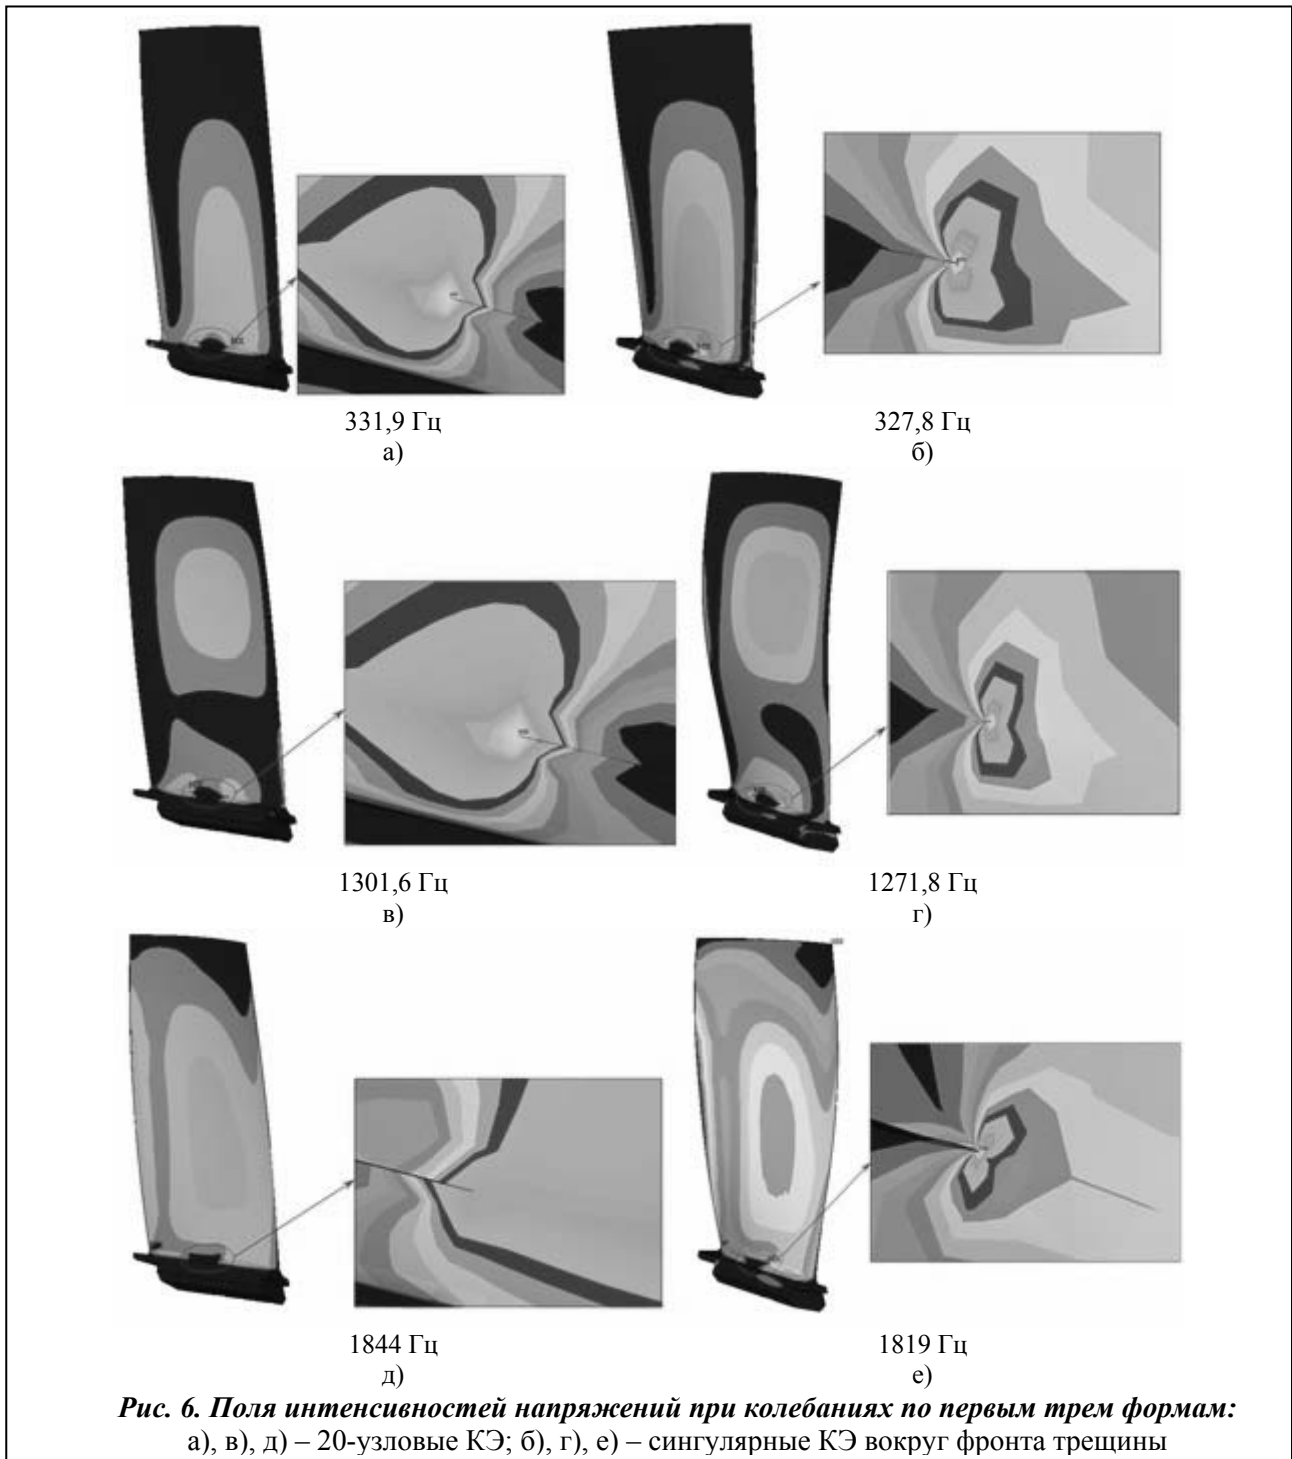 331,9 Гц
327,8 Гц
а)
б)
1301,6 Гц
1271,8 Гц
в)
г)
1844 Гц
1819 Гц
д)
е)
Рис. 6. Поля интенсивностей напряжений при колебаниях по первым трем формам:
а), в), д) – 20-узловые КЭ; б), г), е) – сингулярные КЭ вокруг фронта трещины